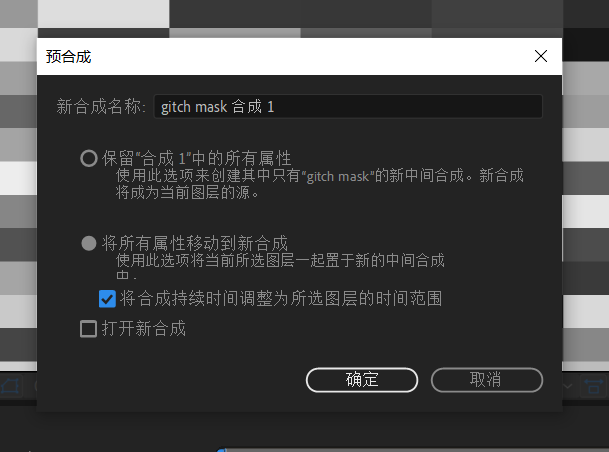 预合成
新合成名称: gitch mask 合成 1
保留"合成 1"中的所有属性
使用此选项来创建其中只有"gitch mask"的新中间合成。新合成
将成为当前图层的源。
将所有属性移动到新合成
使用此选项将当前所选图层一起置于新的中间合成
中。
将合成持续时间调整为所选图层的时间范围
打开新合成
确定 取消